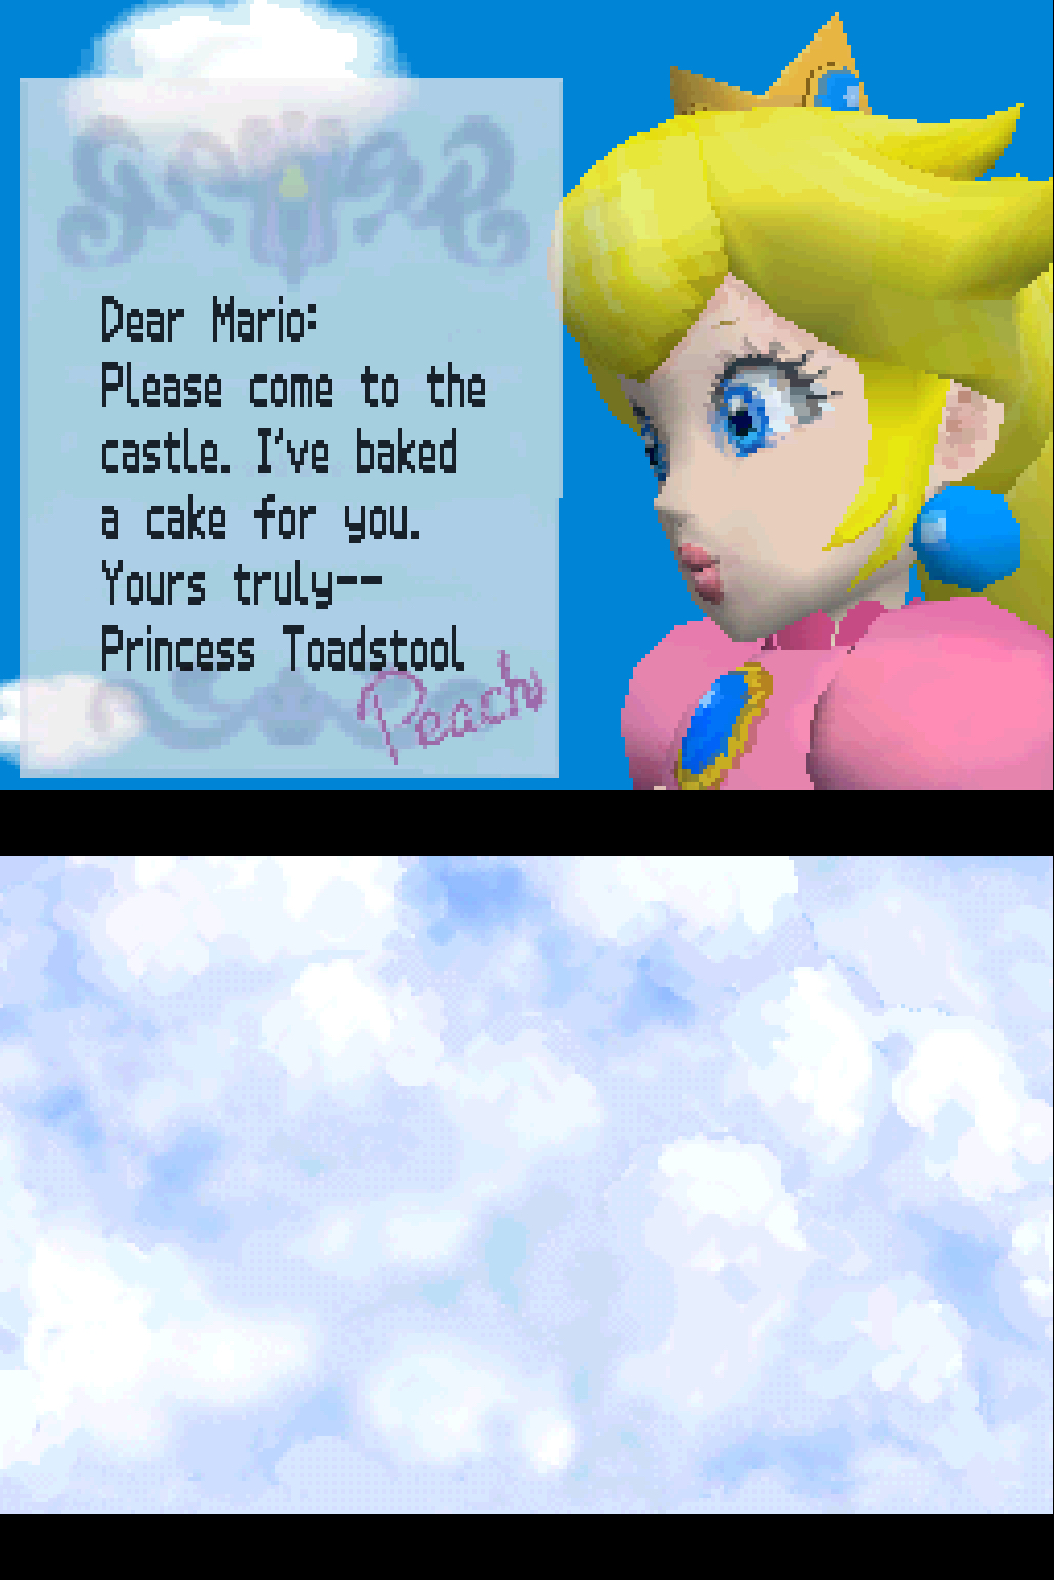 Dear Mario:
Please come to the
castle. I've baked
a cake for you.
Yours truly--
Princess Toadstool
Peach